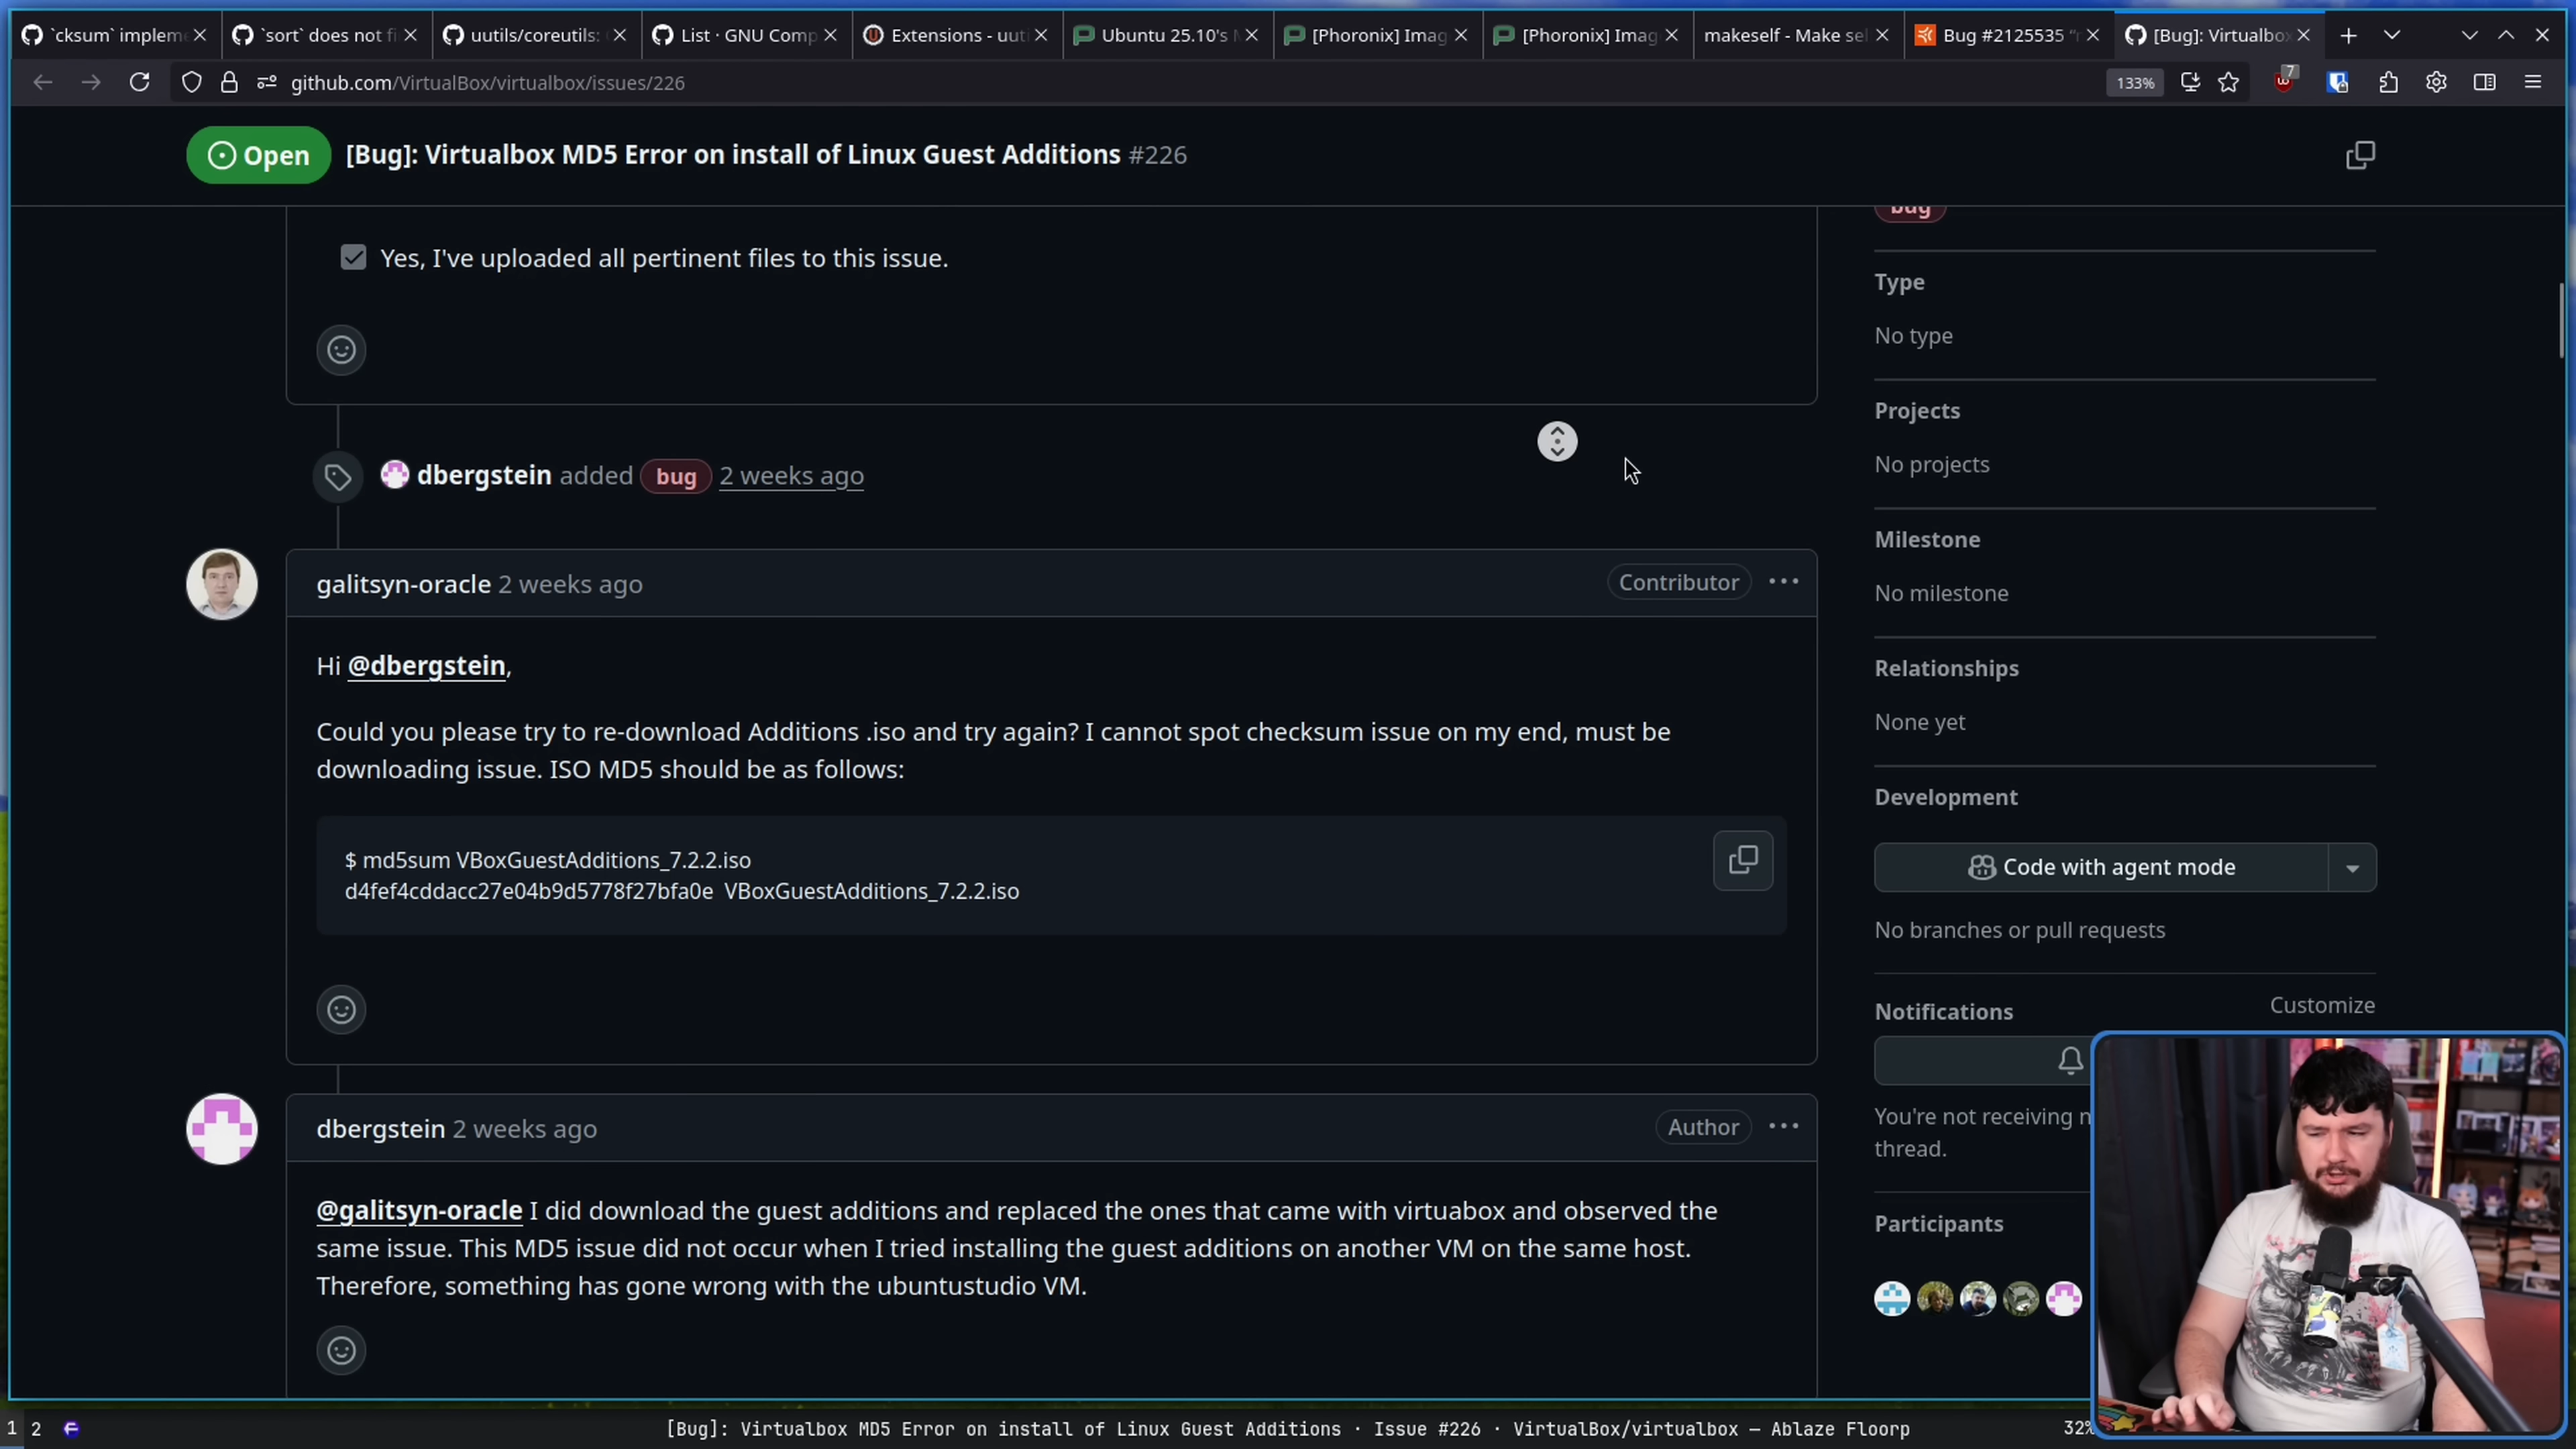 `cksum` implem
`sort` does not fi
uutils/coreutils:
List · GNU Comp
Extensions - uut
Ubuntu 25.10's
[Phoronix] Imag
[Phoronix] Imag
makeself - Make sel
Bug #2125535 "r
[Bug]: Virtualbo
github.com/VirtualBox/virtualbox/issues/226
133%
7
Open
[Bug]: Virtualbox MD5 Error on install of Linux Guest Additions #226
Yes, I've uploaded all pertinent files to this issue.
dbergstein added bug 2 weeks ago
galitsyn-oracle 2 weeks ago
Contributor
Hi @dbergstein,
Could you please try to re-download Additions .iso and try again? I cannot spot checksum issue on my end, must be
downloading issue. ISO MD5 should be as follows:
$ md5sum VBoxGuestAdditions_7.2.2.iso
d4fef4cddacc27e04b9d5778f27bfa0e  VBoxGuestAdditions_7.2.2.iso
dbergstein 2 weeks ago
Author
@galitsyn-oracle I did download the guest additions and replaced the ones that came with virtuabox and observed the
same issue. This MD5 issue did not occur when I tried installing the guest additions on another VM on the same host.
Therefore, something has gone wrong with the ubuntustudio VM.
bug
Type
No type
Projects
No projects
Milestone
No milestone
Relationships
None yet
Development
Code with agent mode
No branches or pull requests
Notifications
Customize
You're not receiving n
thread.
Participants
1 2
[Bug]: Virtualbox MD5 Error on install of Linux Guest Additions · Issue #226 · VirtualBox/virtualbox — Ablaze Floorp
32%